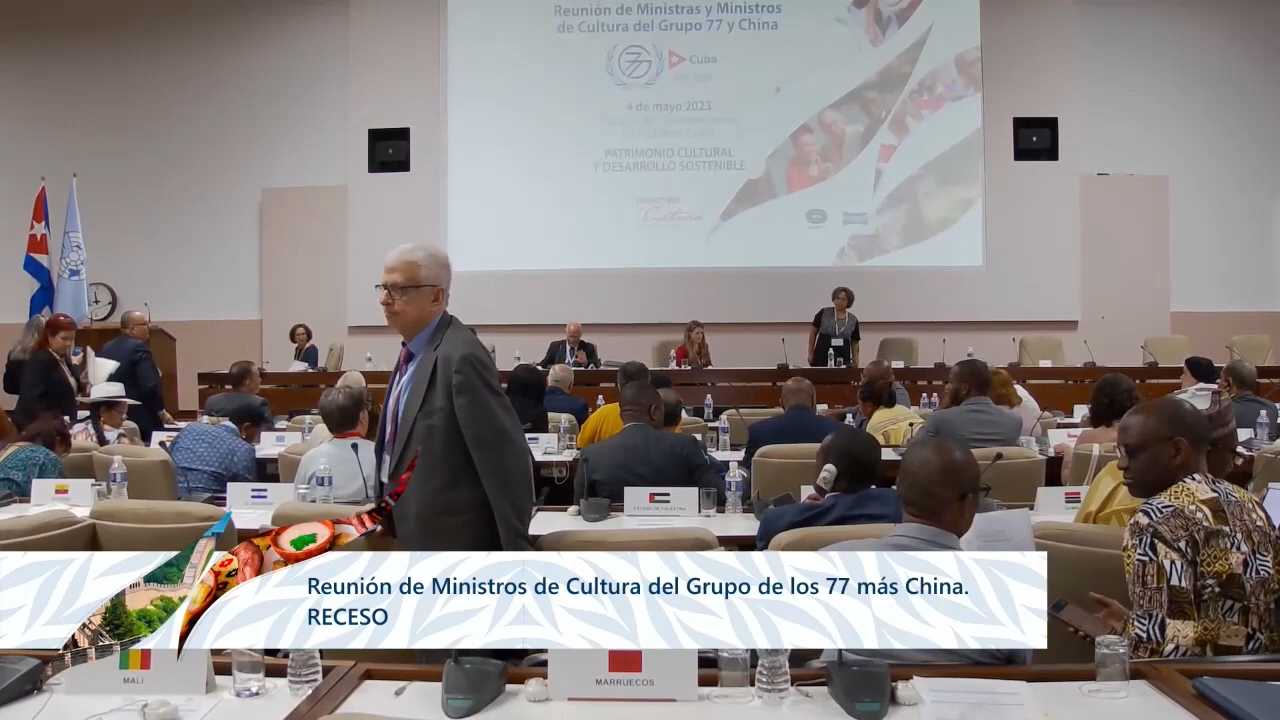 Reunión de Ministras y Ministros
de Cultura del Grupo 77 y China
77
Cuba
4 de mayo 2023
PATRIMONIO CULTURAL
Y DESARROLLO SOSTENIBLE
Cultura
ESTADO DE PALESTINA
Reunión de Ministros de Cultura del Grupo de los 77 más China.
RECESO
MALI
MARRUECOS